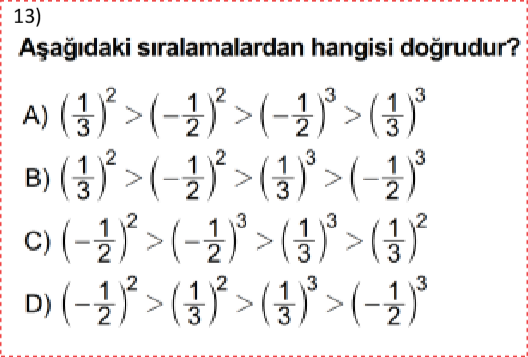 13)
Aşağıdaki sıralamalardan hangisi doğrudur?
A) (1/3)² > (-1/2)² > (-1/2)³ > (1/3)³
B) (1/3)² > (-1/2)² > (1/3)³ > (-1/2)³
C) (-1/2)² > (-1/2)³ > (1/3)³ > (1/3)²
D) (-1/2)² > (1/3)² > (1/3)³ > (-1/2)³